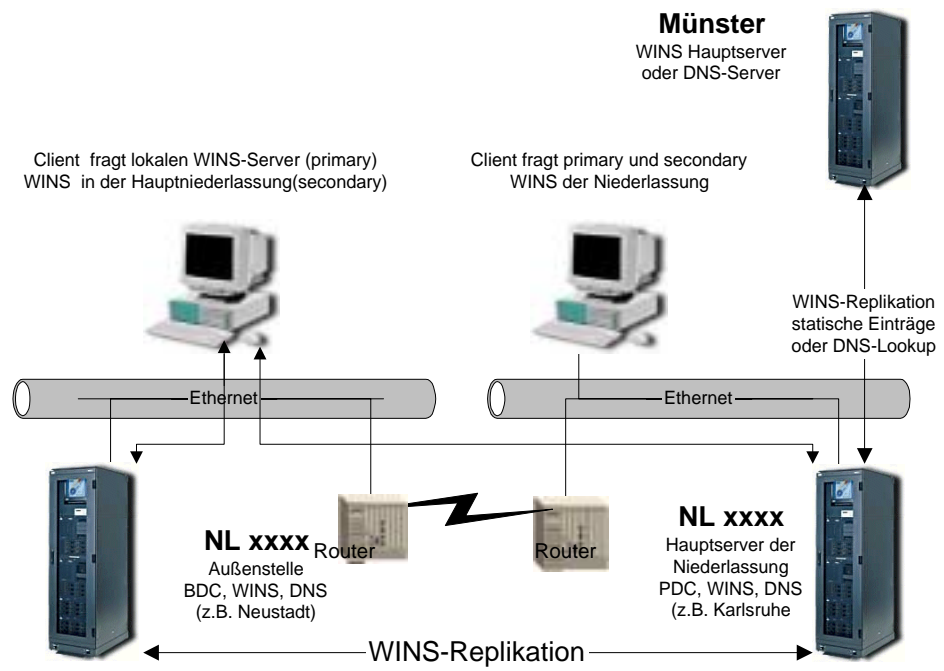 Münster
WINS Hauptserver
oder DNS-Server
Client fragt lokalen WINS-Server (primary)
WINS in der Hauptniederlassung(secondary)
Client fragt primary und secondary
WINS der Niederlassung
WINS-Replikation
statische Einträge
oder DNS-Lookup
Ethernet
Ethernet
NL xxxx
Außenstelle
BDC, WINS, DNS
(z.B. Neustadt)
Router
Router
NL xxxx
Hauptserver der
Niederlassung
PDC, WINS, DNS
(z.B. Karlsruhe
WINS-Replikation